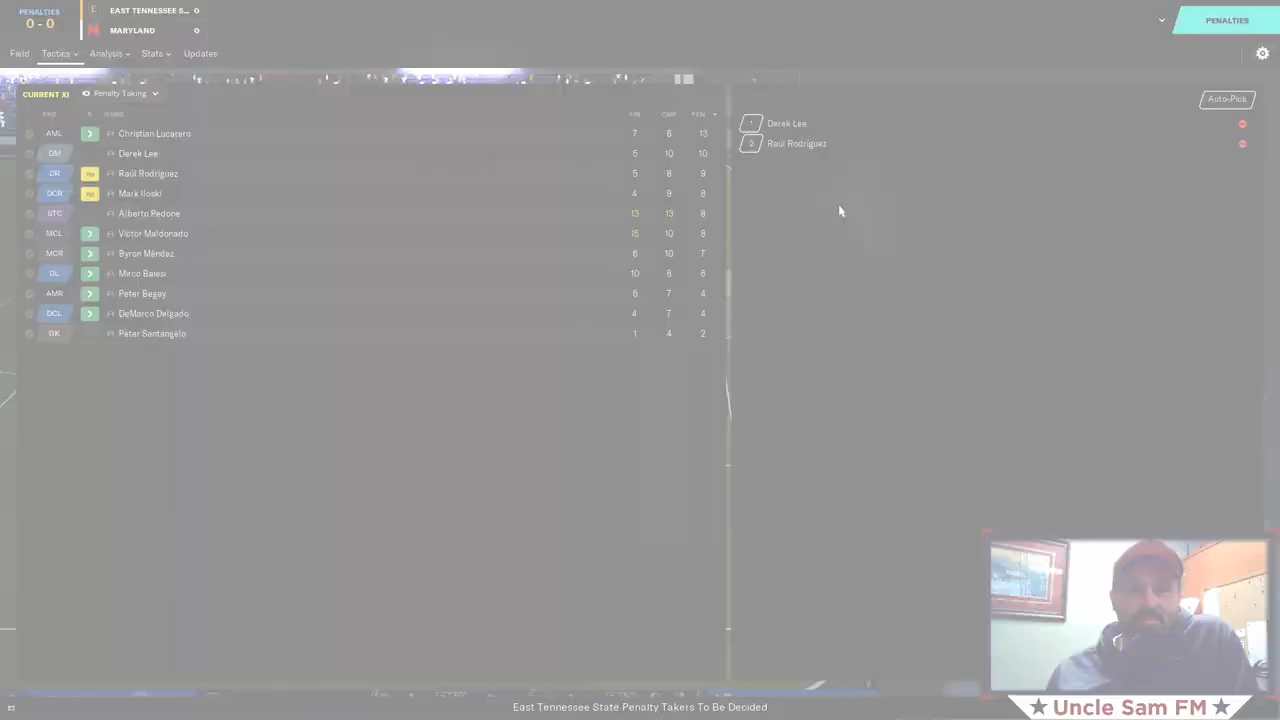 PENALTIES
0 - 0
EAST TENNESSEE S... 0
MARYLAND 0
PENALTIES
Field Tactics Analysis Stats Updates
CURRENT XI Penalty Taking
Auto-Pick
NAME FIN CMP PEN
AML Christian Lucatero 7 8 13
DM Derek Lee 5 10 10
DR Yel Raúl Rodríguez 5 8 9
DCR Yel Mark Iloski 4 9 8
STC Alberto Pedone 13 13 8
MCL Víctor Maldonado 15 10 8
MCR Byron Méndez 6 10 7
DL Mirco Baresi 10 8 6
AMR Peter Begay 6 7 4
DCL DeMarco Delgado 4 7 4
GK Peter Santangelo 1 4 2
1 Derek Lee
2 Raúl Rodríguez
East Tennessee State Penalty Takers To Be Decided
Uncle Sam FM